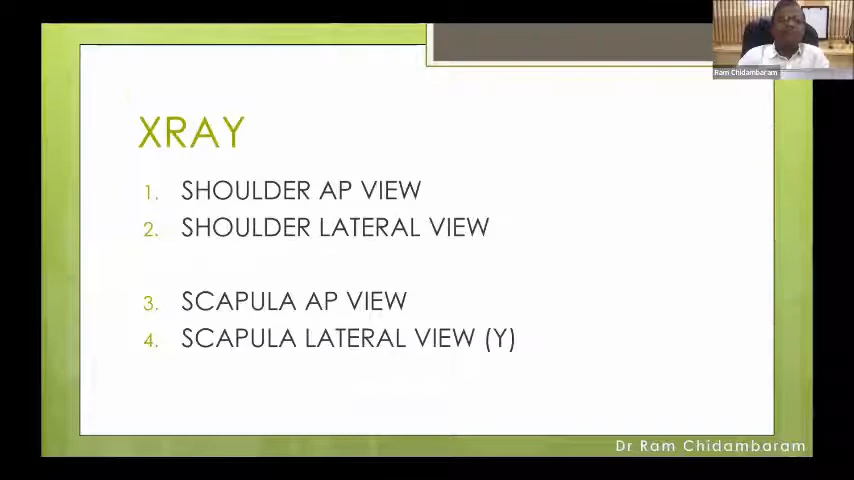 Ram Chidambaram
XRAY
1. SHOULDER AP VIEW
2. SHOULDER LATERAL VIEW
3. SCAPULA AP VIEW
4. SCAPULA LATERAL VIEW (Y)
Dr Ram Chidambaram